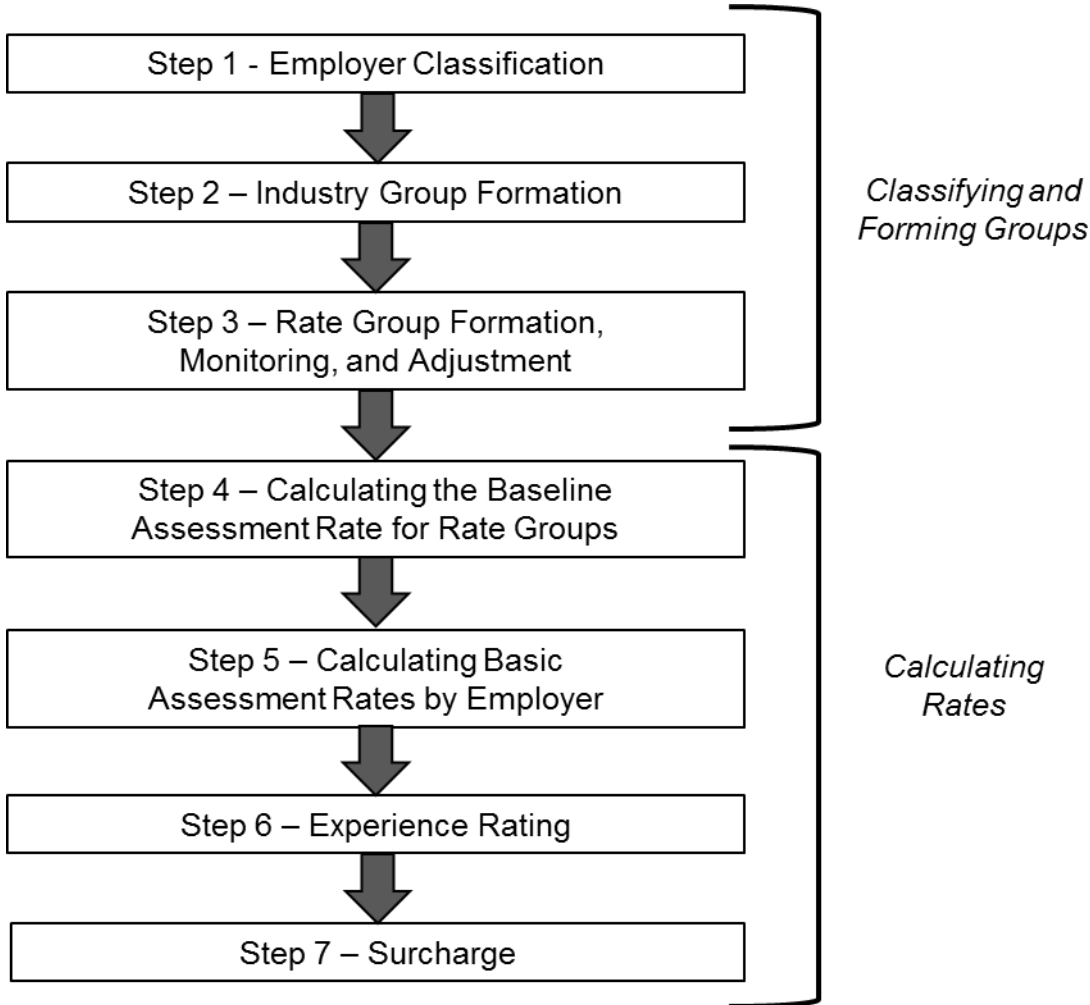 Step 1 - Employer Classification
Step 2 – Industry Group Formation
Step 3 – Rate Group Formation,
Monitoring, and Adjustment
Classifying and
Forming Groups
Step 4 – Calculating the Baseline
Assessment Rate for Rate Groups
Step 5 – Calculating Basic
Assessment Rates by Employer
Step 6 – Experience Rating
Step 7 – Surcharge
Calculating
Rates